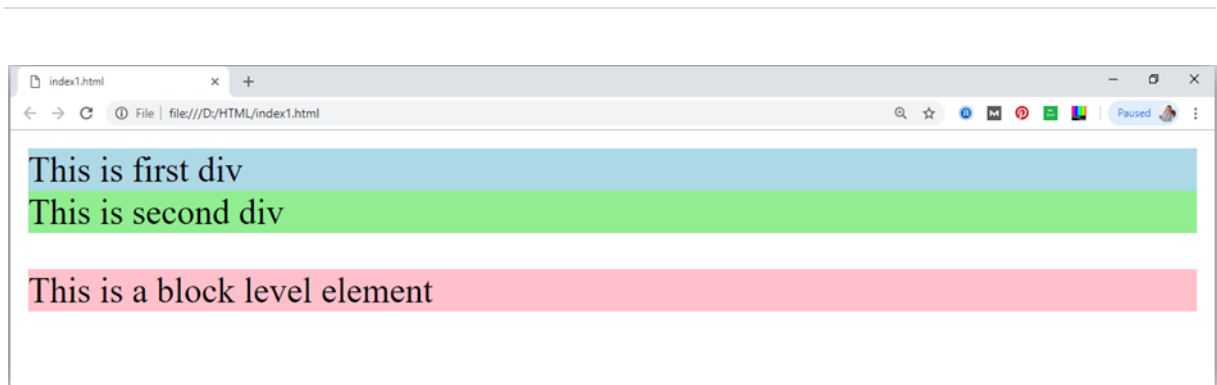 index1.html
File | file:///D:/HTML/index1.html
Paused
This is first div
This is second div
This is a block level element